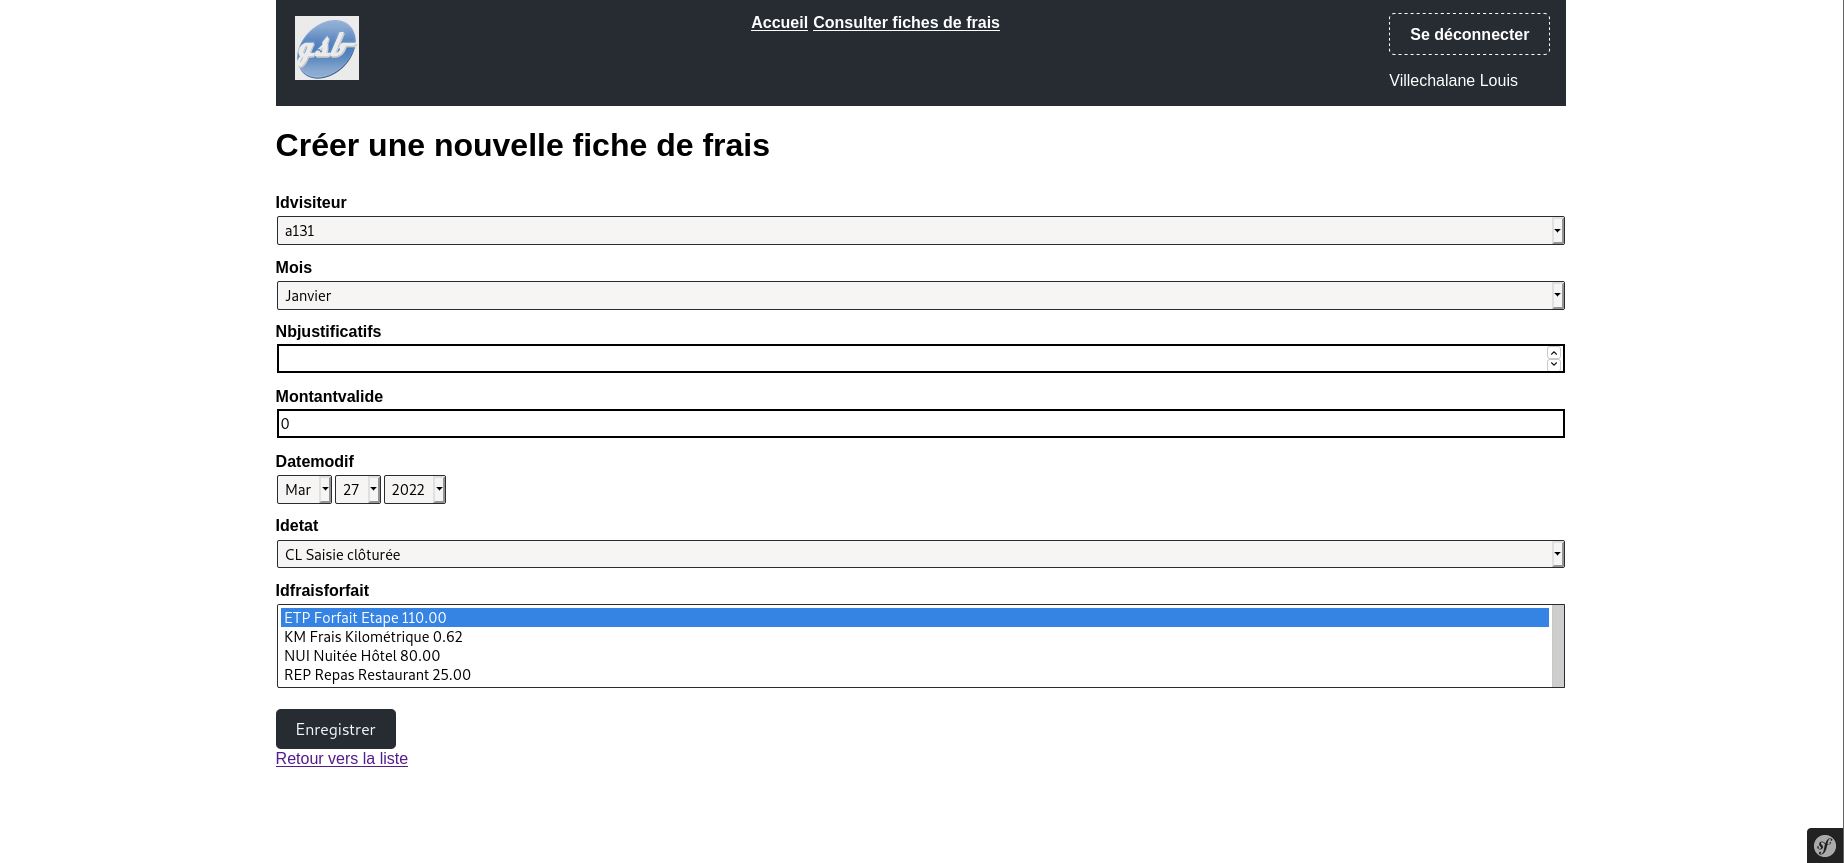 gsb
Accueil Consulter fiches de frais
Se déconnecter
Villechalane Louis
Créer une nouvelle fiche de frais
Idvisiteur
a131
Mois
Janvier
Nbjustificatifs
Montantvalide
0
Datemodif
Mar 27 2022
Idetat
CL Saisie clôturée
Idfraisforfait
ETP Forfait Etape 110.00
KM Frais Kilométrique 0.62
NUI Nuitée Hôtel 80.00
REP Repas Restaurant 25.00
Enregistrer
Retour vers la liste
sf